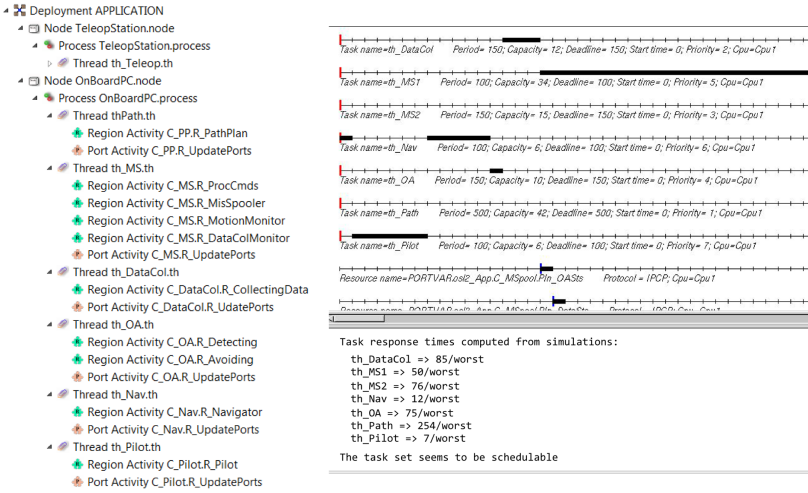 Deployment APPLICATION
Node TeleopStation.node
Process TeleopStation.process
Thread th_Teleop.th
Node OnBoardPC.node
Process OnBoardPC.process
Thread thPath.th
Region Activity C_PP.R_PathPlan
Port Activity C_PP.R_UpdatePorts
Thread th_MS.th
Region Activity C_MS.R_ProcCmds
Region Activity C_MS.R_MisSpooler
Region Activity C_MS.R_MotionMonitor
Region Activity C_MS.R_DataColMonitor
Port Activity C_MS.R_UpdatePorts
Thread th_DataCol.th
Region Activity C_DataCol.R_CollectingData
Port Activity C_DataCol.R_UdatePorts
Thread th_OA.th
Region Activity C_OA.R_Detecting
Region Activity C_OA.R_Avoiding
Port Activity C_OA.R_UpdatePorts
Thread th_Nav.th
Region Activity C_Nav.R_Navigator
Port Activity C_Nav.R_UpdatePorts
Thread th_Pilot.th
Region Activity C_Pilot.R_Pilot
Port Activity C_Pilot.R_UpdatePorts
Task name=th_DataCol Period= 150; Capacity= 12; Deadline= 150; Start time= 0; Priority= 2; Cpu=Cpu1
Task name=th_MS1 Period= 100; Capacity= 34; Deadline= 100; Start time= 0; Priority= 5; Cpu=Cpu1
Task name=th_MS2 Period= 150; Capacity= 15; Deadline= 150; Start time= 0; Priority= 3; Cpu=Cpu1
Task name=th_Nav Period= 100; Capacity= 6; Deadline= 100; Start time= 0; Priority= 6; Cpu=Cpu1
Task name=th_OA Period= 150; Capacity= 10; Deadline= 150; Start time= 0; Priority= 4; Cpu=Cpu1
Task name=th_Path Period= 500; Capacity= 42; Deadline= 500; Start time= 0; Priority= 1; Cpu=Cpu1
Task name=th_Pilot Period= 100; Capacity= 6; Deadline= 100; Start time= 0; Priority= 7; Cpu=Cpu1
Resource name=PORTVAR.osl2_App.C_MSpool.PIn_OASts Protocol = IPCP; Cpu=Cpu1
Task response times computed from simulations:
th_DataCol => 85/worst
th_MS1 => 50/worst
th_MS2 => 76/worst
th_Nav => 12/worst
th_OA => 75/worst
th_Path => 254/worst
th_Pilot => 7/worst
The task set seems to be schedulable